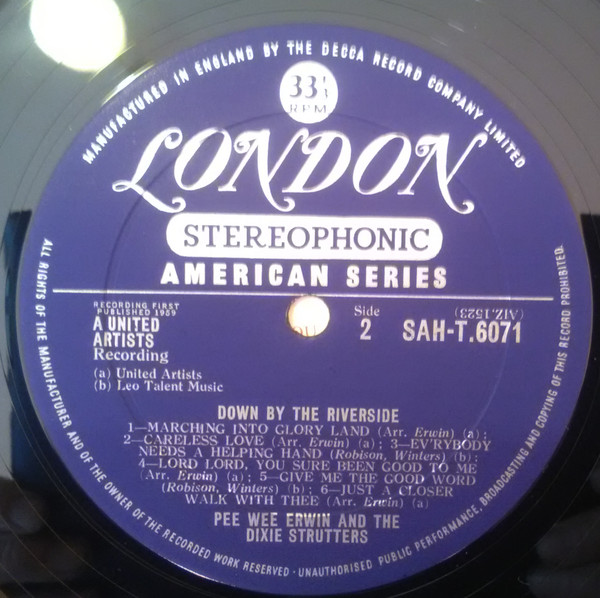 MANUFACTURED IN ENGLAND BY THE DECCA RECORD COMPANY LIMITED
33⅓
RPM
LONDON
STEREOPHONIC
AMERICAN SERIES
RECORDING FIRST
PUBLISHED 1959
A UNITED
ARTISTS
Recording
(a) United Artists
(b) Leo Talent Music
Side
2
(AIZ.1523)
SAH-T.6071
DOWN BY THE RIVERSIDE
1—MARCHING INTO GLORY LAND (Arr. Erwin) (a);
2—CARELESS LOVE (Arr. Erwin) (a); 3—EV'RYBODY
NEEDS A HELPING HAND (Robison, Winters) (b);
4—LORD LORD, YOU SURE BEEN GOOD TO ME
(Arr. Erwin) (a); 5—GIVE ME THE GOOD WORD
(Robison, Winters) (b); 6—JUST A CLOSER
WALK WITH THEE (Arr. Erwin) (a)
PEE WEE ERWIN AND THE
DIXIE STRUTTERS
ALL RIGHTS OF THE MANUFACTURER AND OF THE OWNER OF THE RECORDED WORK RESERVED · UNAUTHORISED PUBLIC PERFORMANCE, BROADCASTING AND COPYING OF THIS RECORD PROHIBITED.